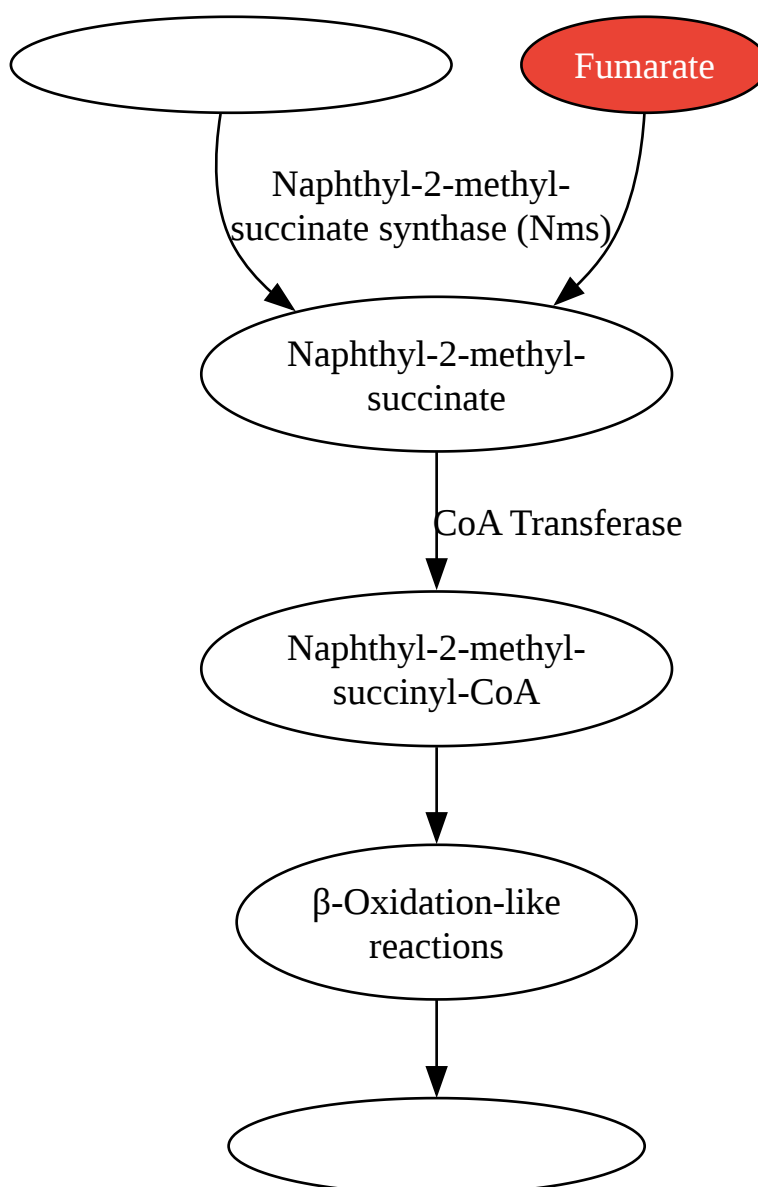 Fumarate
Naphthyl-2-methyl-
succinate synthase (Nms)
Naphthyl-2-methyl-
succinate
CoA Transferase
Naphthyl-2-methyl-
succinyl-CoA
β-Oxidation-like
reactions